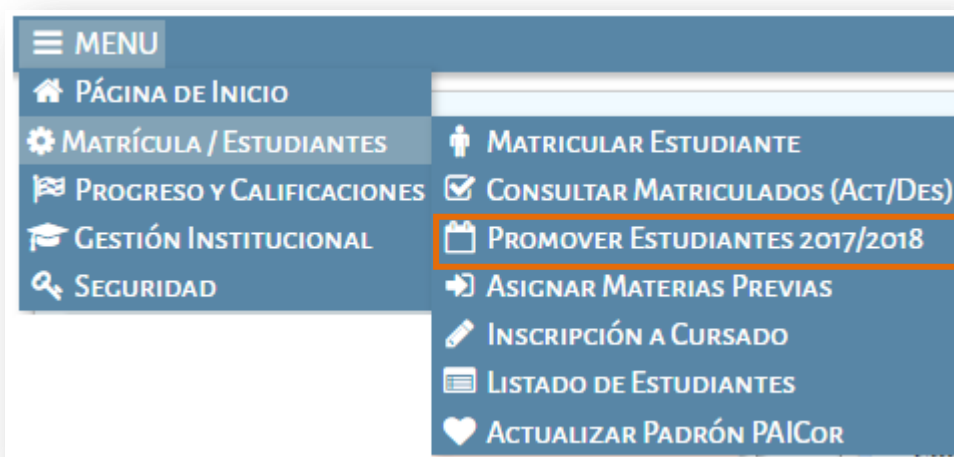 MENU
PÁGINA DE INICIO
MATRÍCULA / ESTUDIANTES
PROGRESO Y CALIFICACIONES
GESTIÓN INSTITUCIONAL
SEGURIDAD
MATRICULAR ESTUDIANTE
CONSULTAR MATRICULADOS (ACT/DES)
PROMOVER ESTUDIANTES 2017/2018
ASIGNAR MATERIAS PREVIAS
INSCRIPCIÓN A CURSADO
LISTADO DE ESTUDIANTES
ACTUALIZAR PADRÓN PAICOR